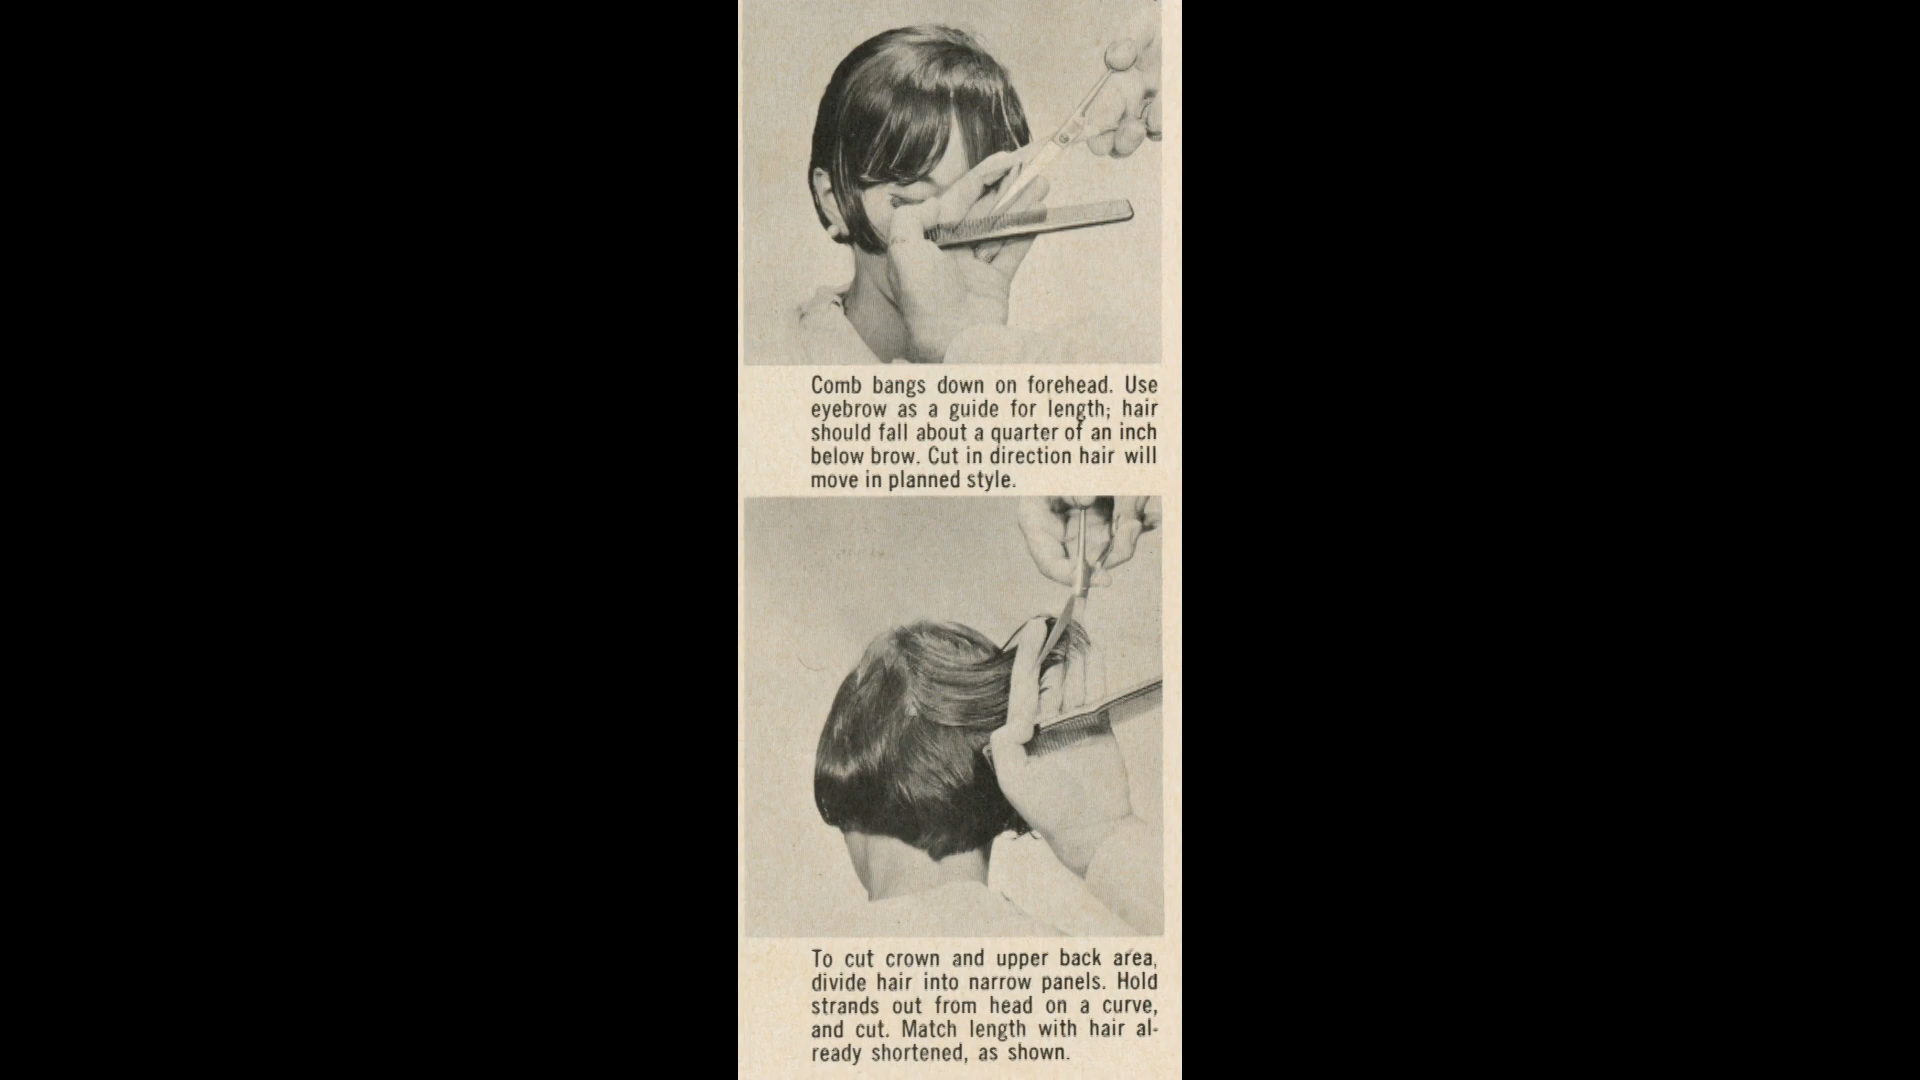 Comb bangs down on forehead. Use
eyebrow as a guide for length; hair
should fall about a quarter of an inch
below brow. Cut in direction hair will
move in planned style.
To cut crown and upper back area,
divide hair into narrow panels. Hold
strands out from head on a curve,
and cut. Match length with hair al-
ready shortened, as shown.